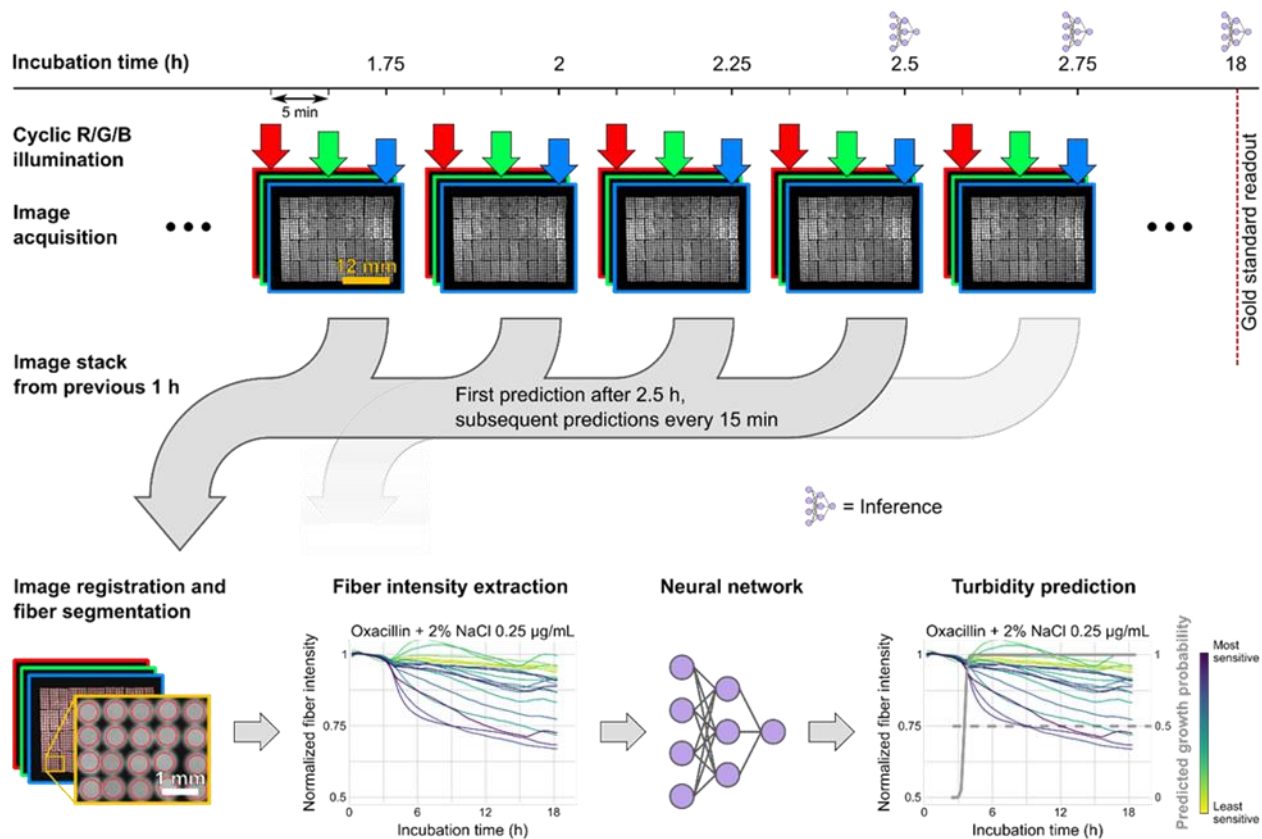 Incubation time (h)
1.75
2
2.25
2.5
2.75
18
5 min
Cyclic R/G/B
illumination
Image
acquisition
12 mm
Gold standard readout
Image stack
from previous 1 h
First prediction after 2.5 h,
subsequent predictions every 15 min
= Inference
Image registration and
fiber segmentation
1 mm
Fiber intensity extraction
Oxacillin + 2% NaCl 0.25 µg/mL
Normalized fiber intensity
1
0.75
0.5
0
6
12
18
Incubation time (h)
Neural network
Turbidity prediction
Oxacillin + 2% NaCl 0.25 µg/mL
Normalized fiber intensity
1
0.75
0.5
0
6
12
18
Incubation time (h)
1
0.5
0
Predicted growth probability
Most
sensitive
Least
sensitive